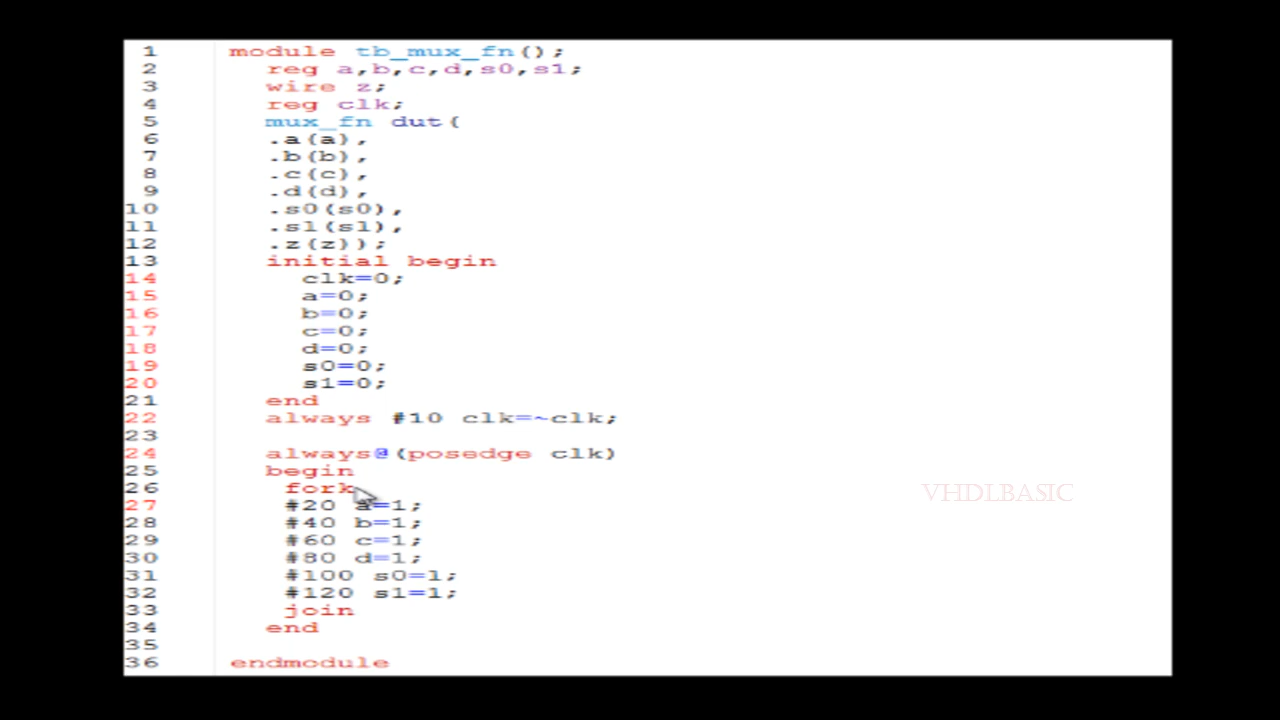 1 module tb_mux_fn();
2 reg a,b,c,d,s0,s1;
3 wire z;
4 reg clk;
5 mux_fn dut(
6 .a(a),
7 .b(b),
8 .c(c),
9 .d(d),
10 .s0(s0),
11 .s1(s1),
12 .z(z));
13 initial begin
14 clk=0;
15 a=0;
16 b=0;
17 c=0;
18 d=0;
19 s0=0;
20 s1=0;
21 end
22 always #10 clk=~clk;
23
24 always@(posedge clk)
25 begin
26 fork
27 #20 a=1;
28 #40 b=1;
29 #60 c=1;
30 #80 d=1;
31 #100 s0=1;
32 #120 s1=1;
33 join
34 end
35
36 endmodule
VHDLBASIC